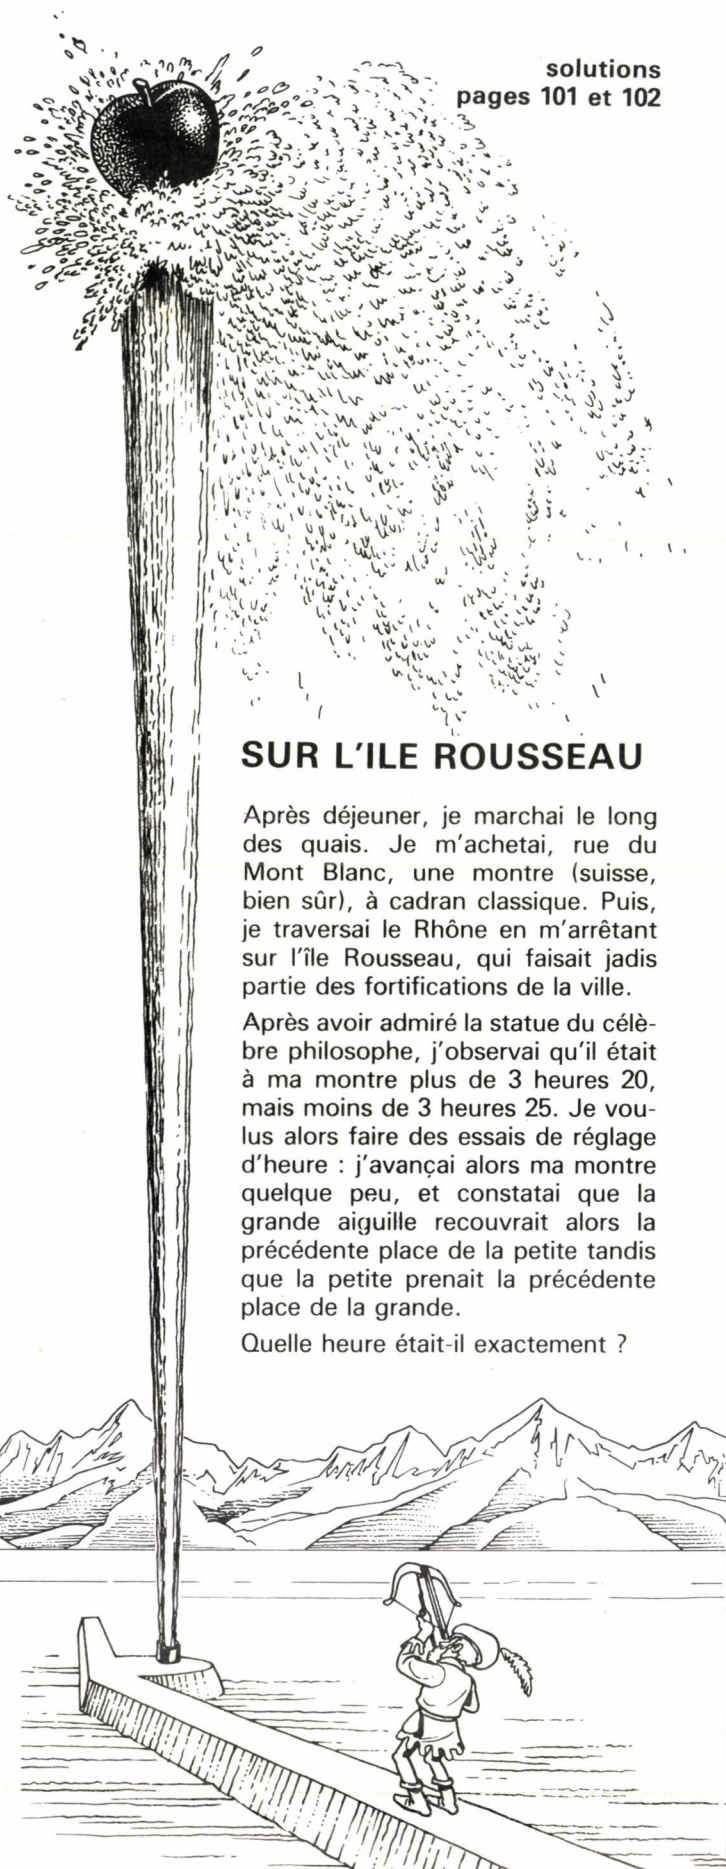 solutions
pages 101 et 102
SUR L'ILE ROUSSEAU
Après déjeuner, je marchai le long
des quais. Je m'achetai, rue du
Mont Blanc, une montre (suisse,
bien sûr), à cadran classique. Puis,
je traversai le Rhône en m'arrêtant
sur l'île Rousseau, qui faisait jadis
partie des fortifications de la ville.
Après avoir admiré la statue du célè-
bre philosophe, j'observai qu'il était
à ma montre plus de 3 heures 20,
mais moins de 3 heures 25. Je vou-
lus alors faire des essais de réglage
d'heure : j'avançai alors ma montre
quelque peu, et constatai que la
grande aiguille recouvrait alors la
précédente place de la petite tandis
que la petite prenait la précédente
place de la grande.
Quelle heure était-il exactement ?